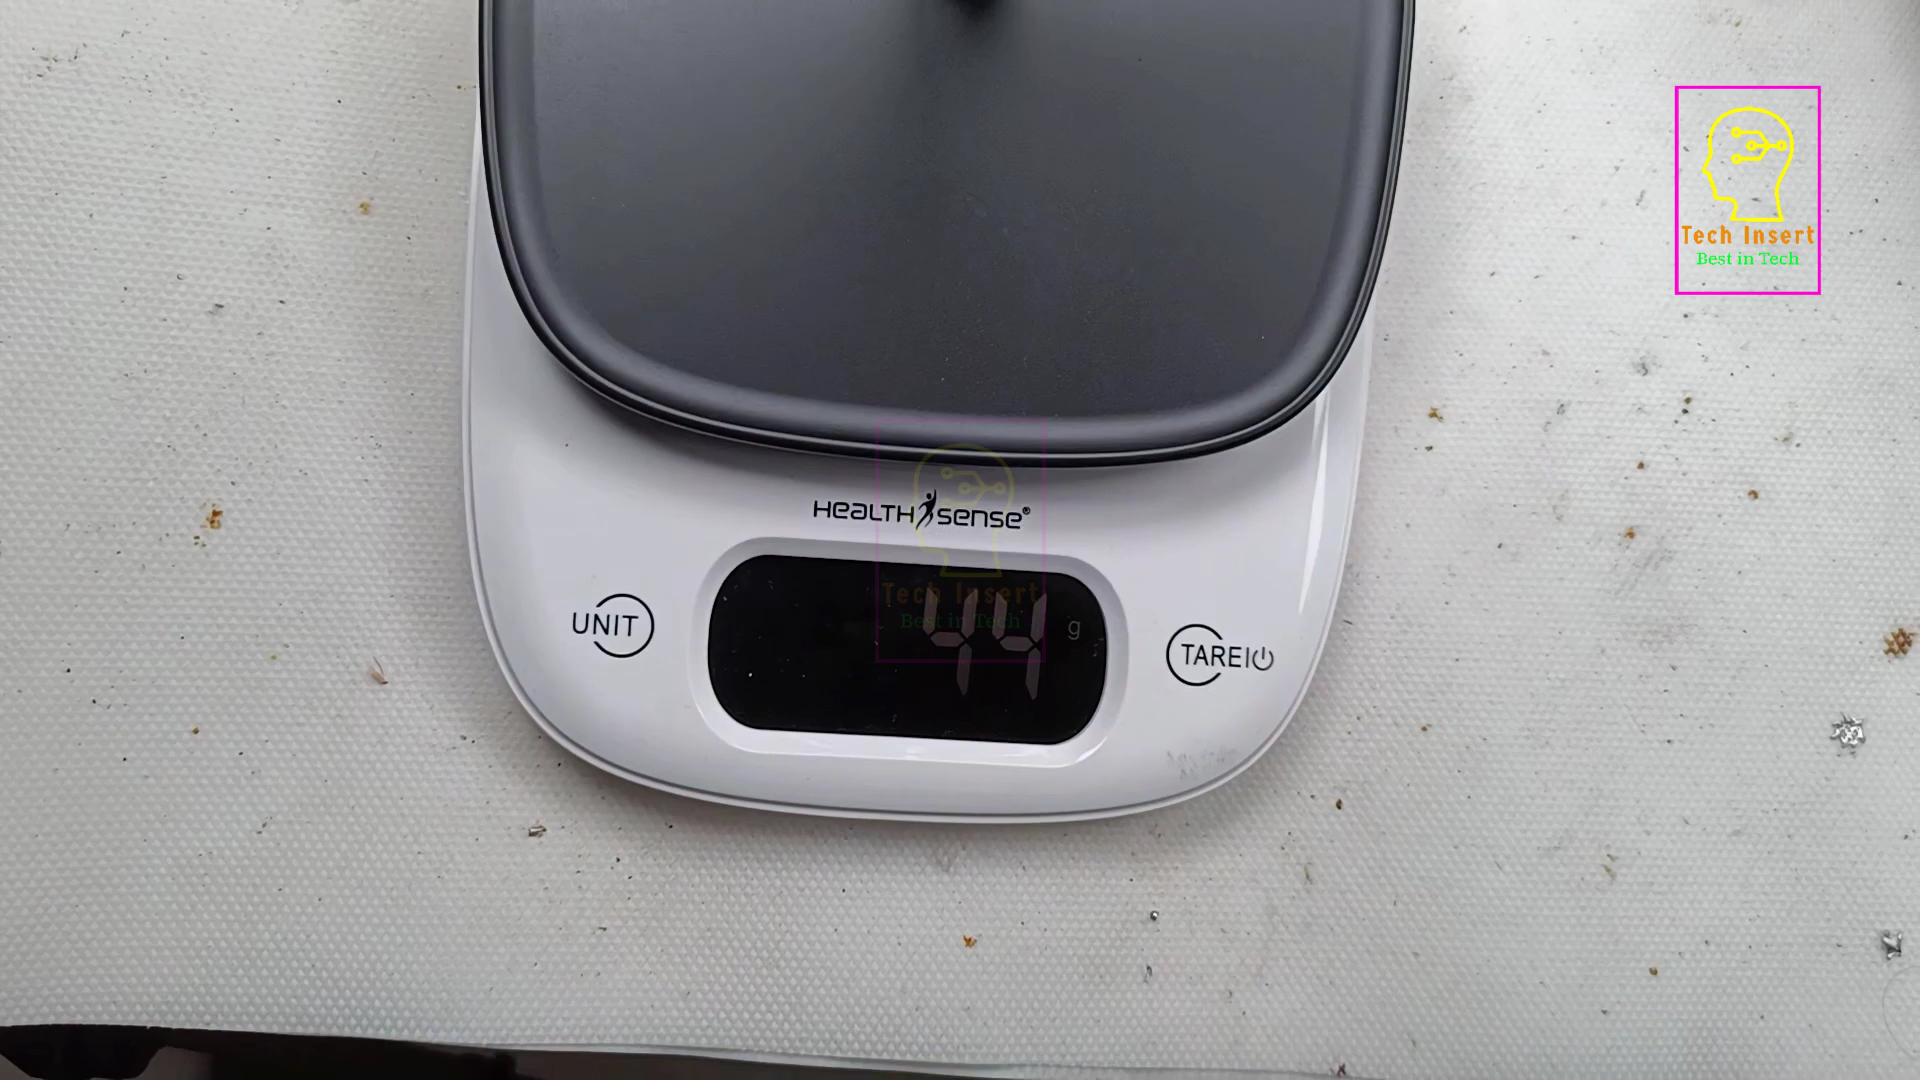 Tech Insert
Best in Tech
HEALTH sense®
Tech Insert
Best in Tech
UNIT
44 g
TARE|⏻